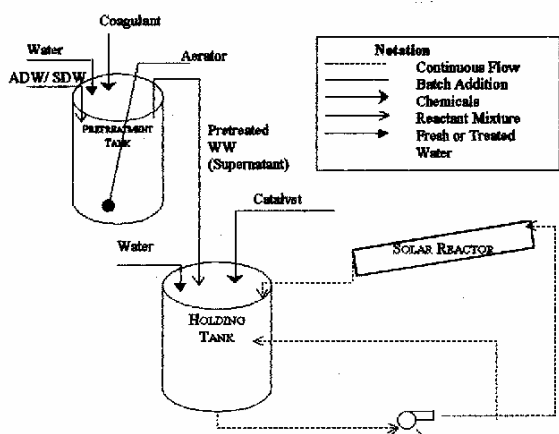 Coagulant
Water
Aerator
ADW/ SDW
PRETREATMENT
TANK
Pretreated
WW
(Supernatant)
Catalyst
Water
HOLDING
TANK
SOLAR REACTOR
Notation
Continuous Flow
Batch Addition
Chemicals
Reactant Mixture
Fresh or Treated
Water